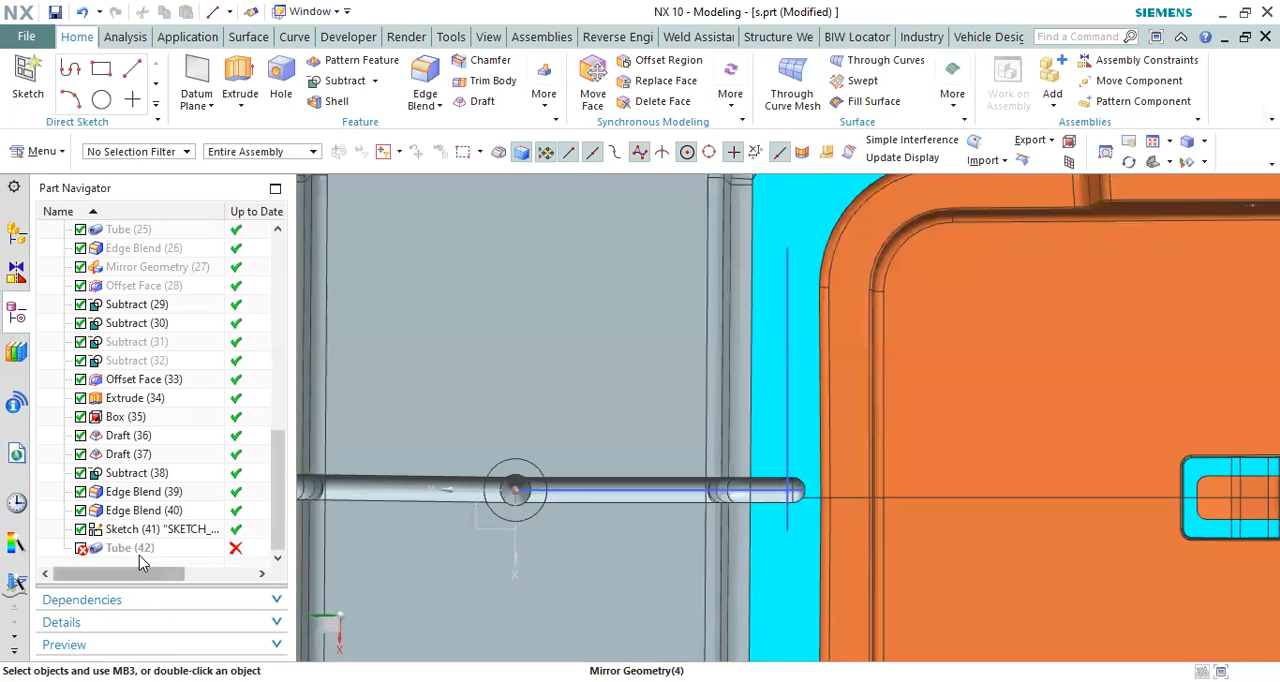 NX
Window
NX 10 - Modeling - [s.prt (Modified) ]
SIEMENS
File
Home
Analysis
Application
Surface
Curve
Developer
Render
Tools
View
Assemblies
Reverse Engi
Weld Assistar
Structure We
BIW Locator
Industry
Vehicle Desig
Find a Command
Sketch
Direct Sketch
Datum Plane
Extrude
Hole
Pattern Feature
Subtract
Shell
Edge Blend
Chamfer
Trim Body
Draft
More
Feature
Move Face
Offset Region
Replace Face
Delete Face
More
Synchronous Modeling
Through Curve Mesh
Through Curves
Swept
Fill Surface
More
Surface
Work on Assembly
Add
Assembly Constraints
Move Component
Pattern Component
Assemblies
Menu
No Selection Filter
Entire Assembly
Simple Interference
Update Display
Export
Import
Part Navigator
Name
Up to Date
Tube (25)
Edge Blend (26)
Mirror Geometry (27)
Offset Face (28)
Subtract (29)
Subtract (30)
Subtract (31)
Subtract (32)
Offset Face (33)
Extrude (34)
Box (35)
Draft (36)
Draft (37)
Subtract (38)
Edge Blend (39)
Edge Blend (40)
Sketch (41) "SKETCH_...
Tube (42)
Dependencies
Details
Preview
X
X
Select objects and use MB3, or double-click an object
Mirror Geometry(4)